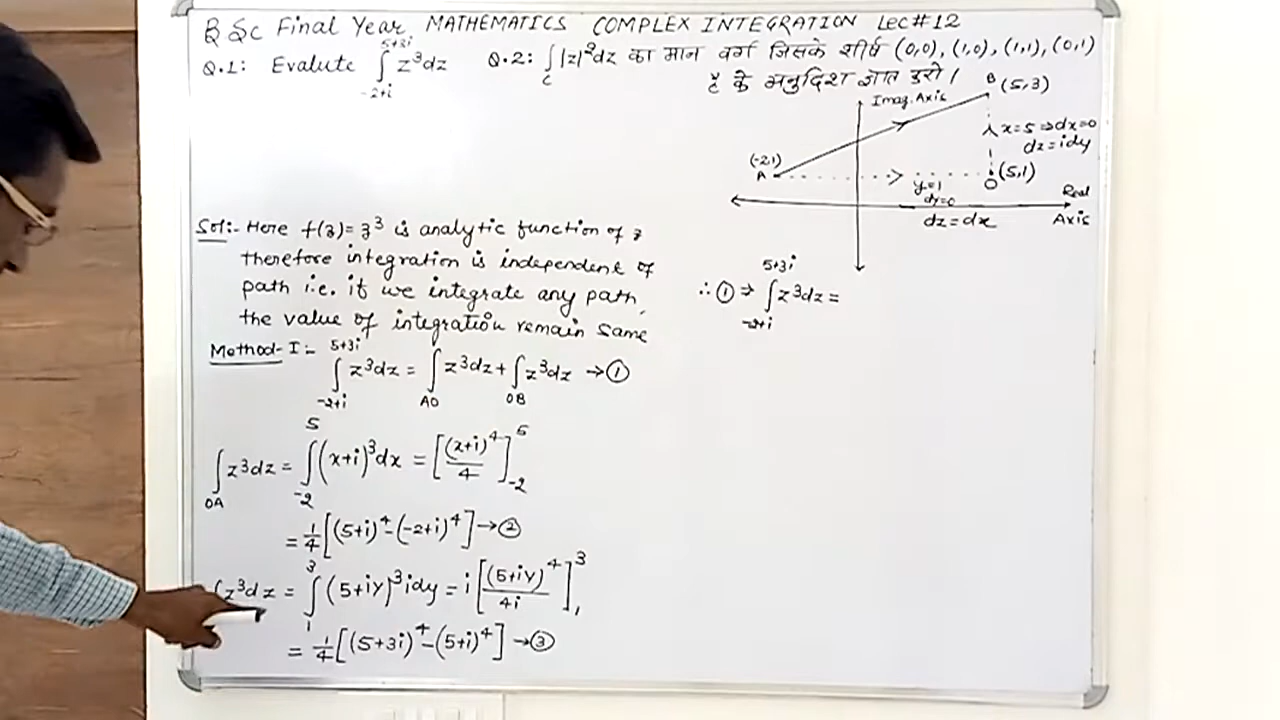 B Sc Final Year MATHEMATICS COMPLEX INTEGRATION Lec#12
Q.1: Evalute ∫_{-2+i}^{5+3i} z³dz
Q.2: ∫_C |z|²dz का मान वर्ग जिसके शीर्ष (0,0), (1,0), (1,1), (0,1)
है के अनुदिश ज्ञात करो।
Sol:- Here f(z)= z³ is analytic function of z
therefore integration is independent of
path i.e. if we integrate any path,
the value of integration remain same
Method-I:- ∫_{-2+i}^{5+3i} z³dz = ∫_{AO} z³dz + ∫_{OB} z³dz →①
∫_{OA} z³dz = ∫_{-2}^{5} (x+i)³dx = [(x+i)⁴/4]_{-2}^{5}
= 1/4[(5+i)⁴-(-2+i)⁴] →②
∫z³dz = ∫_{1}^{3} (5+iy)³idy = i[(5+iy)⁴/4i]_{1}^{3}
= 1/4[(5+3i)⁴-(5+i)⁴] →③
Imag. Axis
B (5,3)
x=5 ⇒dx=0
dz=idy
(-2,1)
A
O (5,1)
y=1
dy=0
dz=dx
Real
Axis
∴ ① ⇒ ∫_{-2+i}^{5+3i} z³dz =